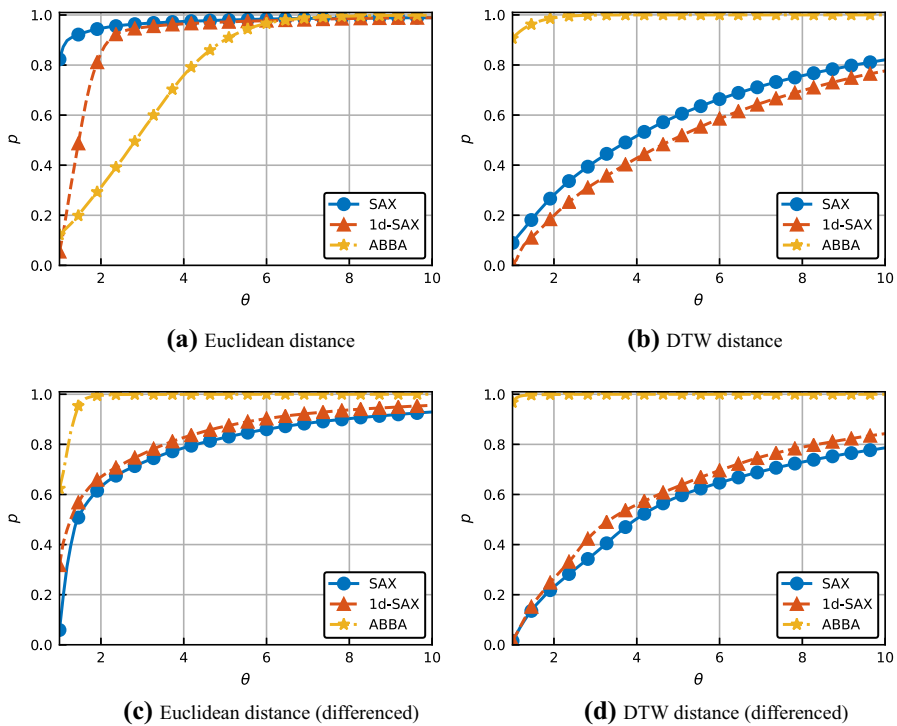 1.0
0.8
0.6
0.4
0.2
0.0
p
SAX
1d-SAX
ABBA
2
4
6
8
10
θ
(a) Euclidean distance
1.0
0.8
0.6
0.4
0.2
0.0
p
SAX
1d-SAX
ABBA
2
4
6
8
10
θ
(b) DTW distance
1.0
0.8
0.6
0.4
0.2
0.0
p
SAX
1d-SAX
ABBA
2
4
6
8
10
θ
(c) Euclidean distance (differenced)
1.0
0.8
0.6
0.4
0.2
0.0
p
SAX
1d-SAX
ABBA
2
4
6
8
10
θ
(d) DTW distance (differenced)